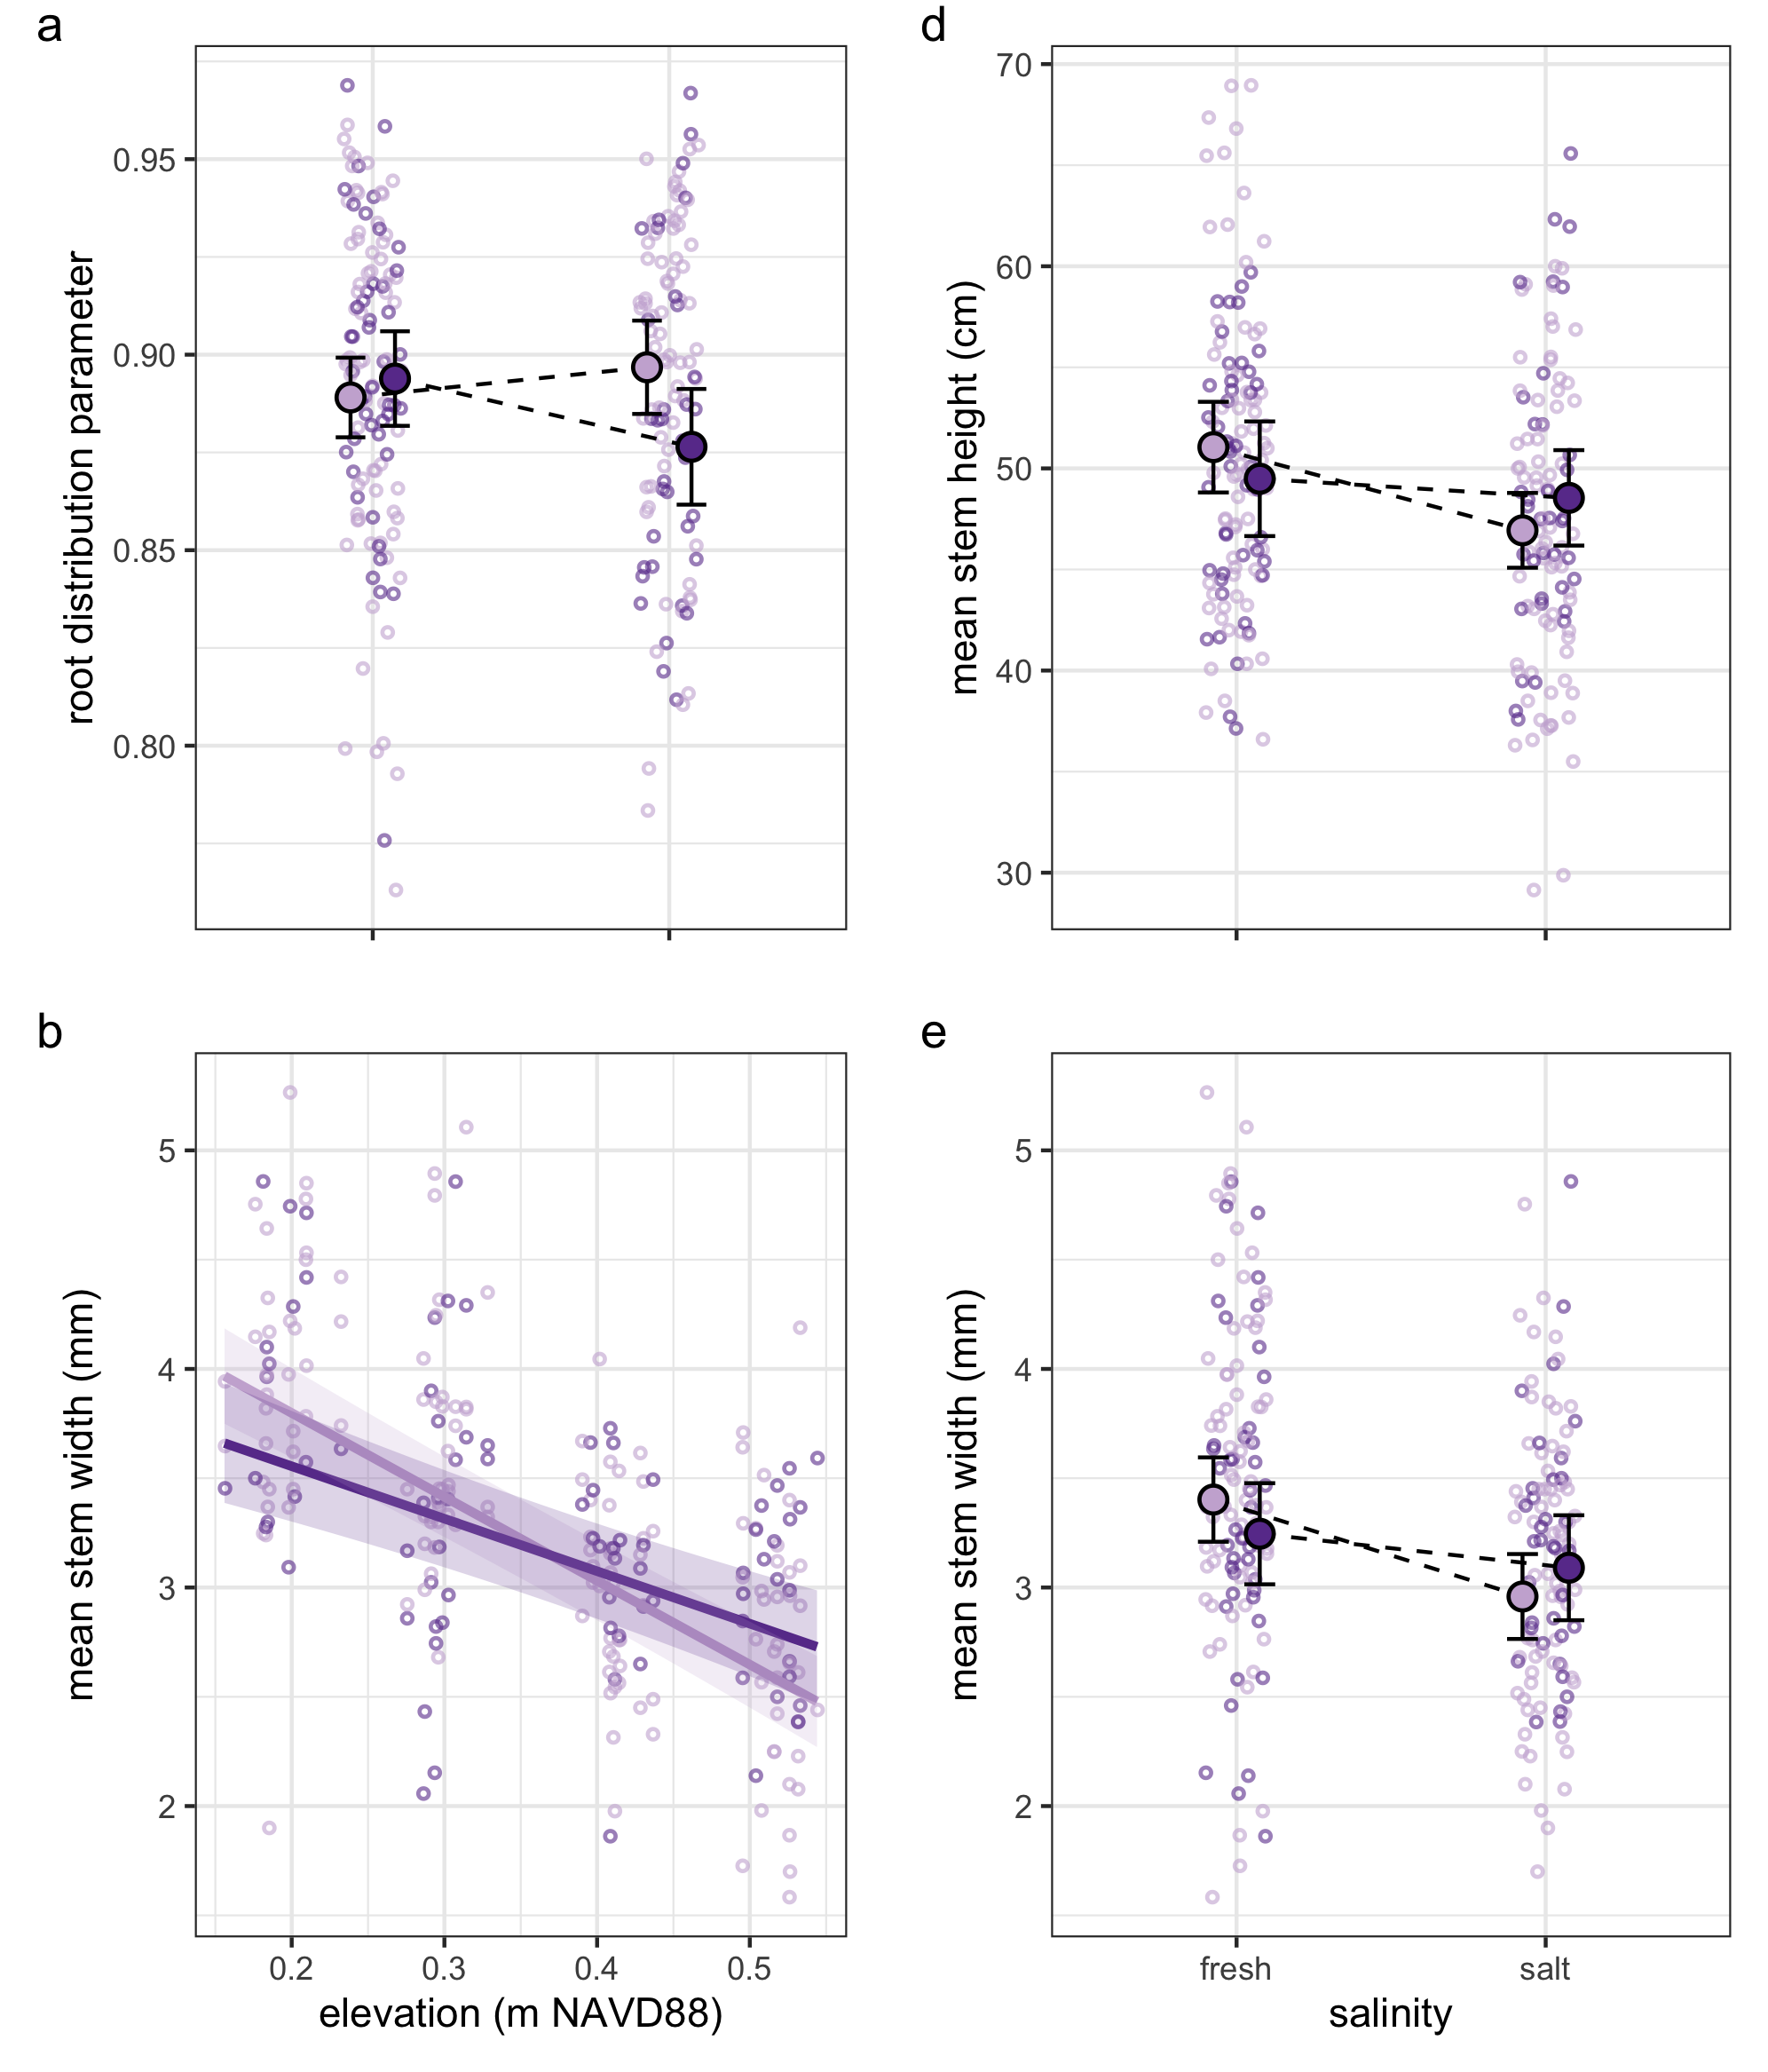 a
root distribution parameter
0.95
0.90
0.85
0.80
d
mean stem height (cm)
70
60
50
40
30
b
mean stem width (mm)
5
4
3
2
0.2 0.3 0.4 0.5
elevation (m NAVD88)
e
mean stem width (mm)
5
4
3
2
fresh salt
salinity